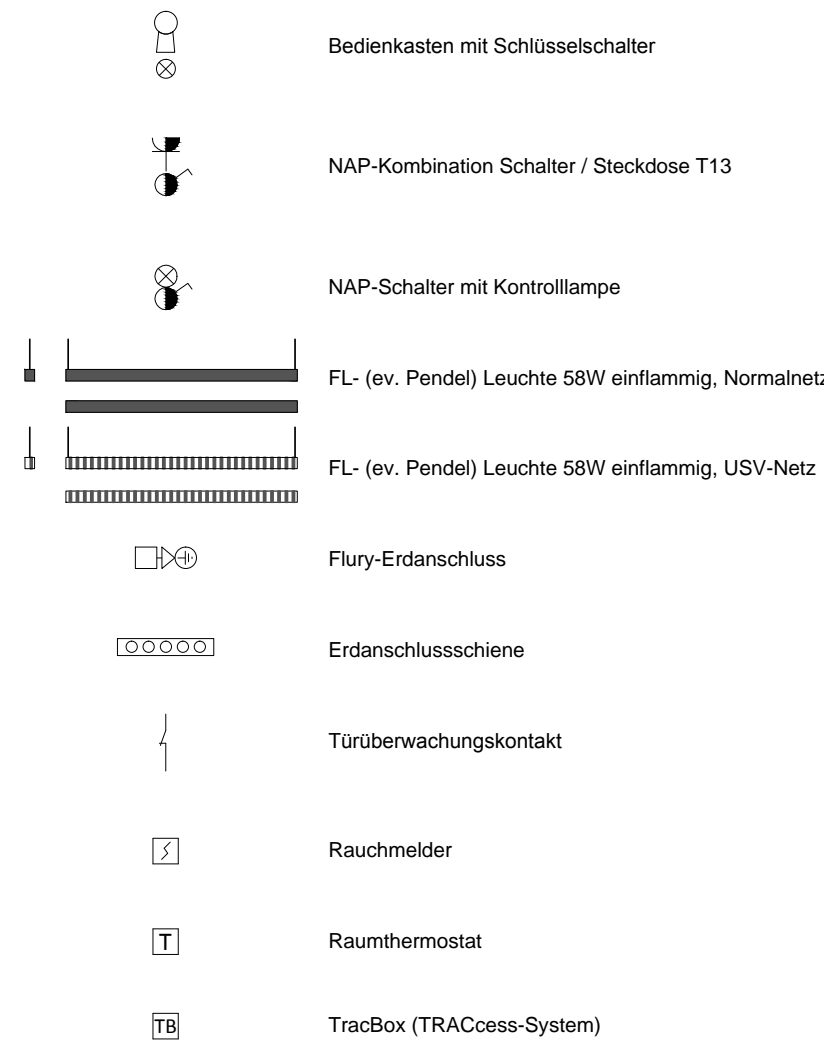 Bedienkasten mit Schlüsselschalter
NAP-Kombination Schalter / Steckdose T13
NAP-Schalter mit Kontrolllampe
FL- (ev. Pendel) Leuchte 58W einflammig, Normalnetz
FL- (ev. Pendel) Leuchte 58W einflammig, USV-Netz
Flury-Erdanschluss
Erdanschlussschiene
Türüberwachungskontakt
Rauchmelder
T Raumthermostat
TB TracBox (TRACcess-System)